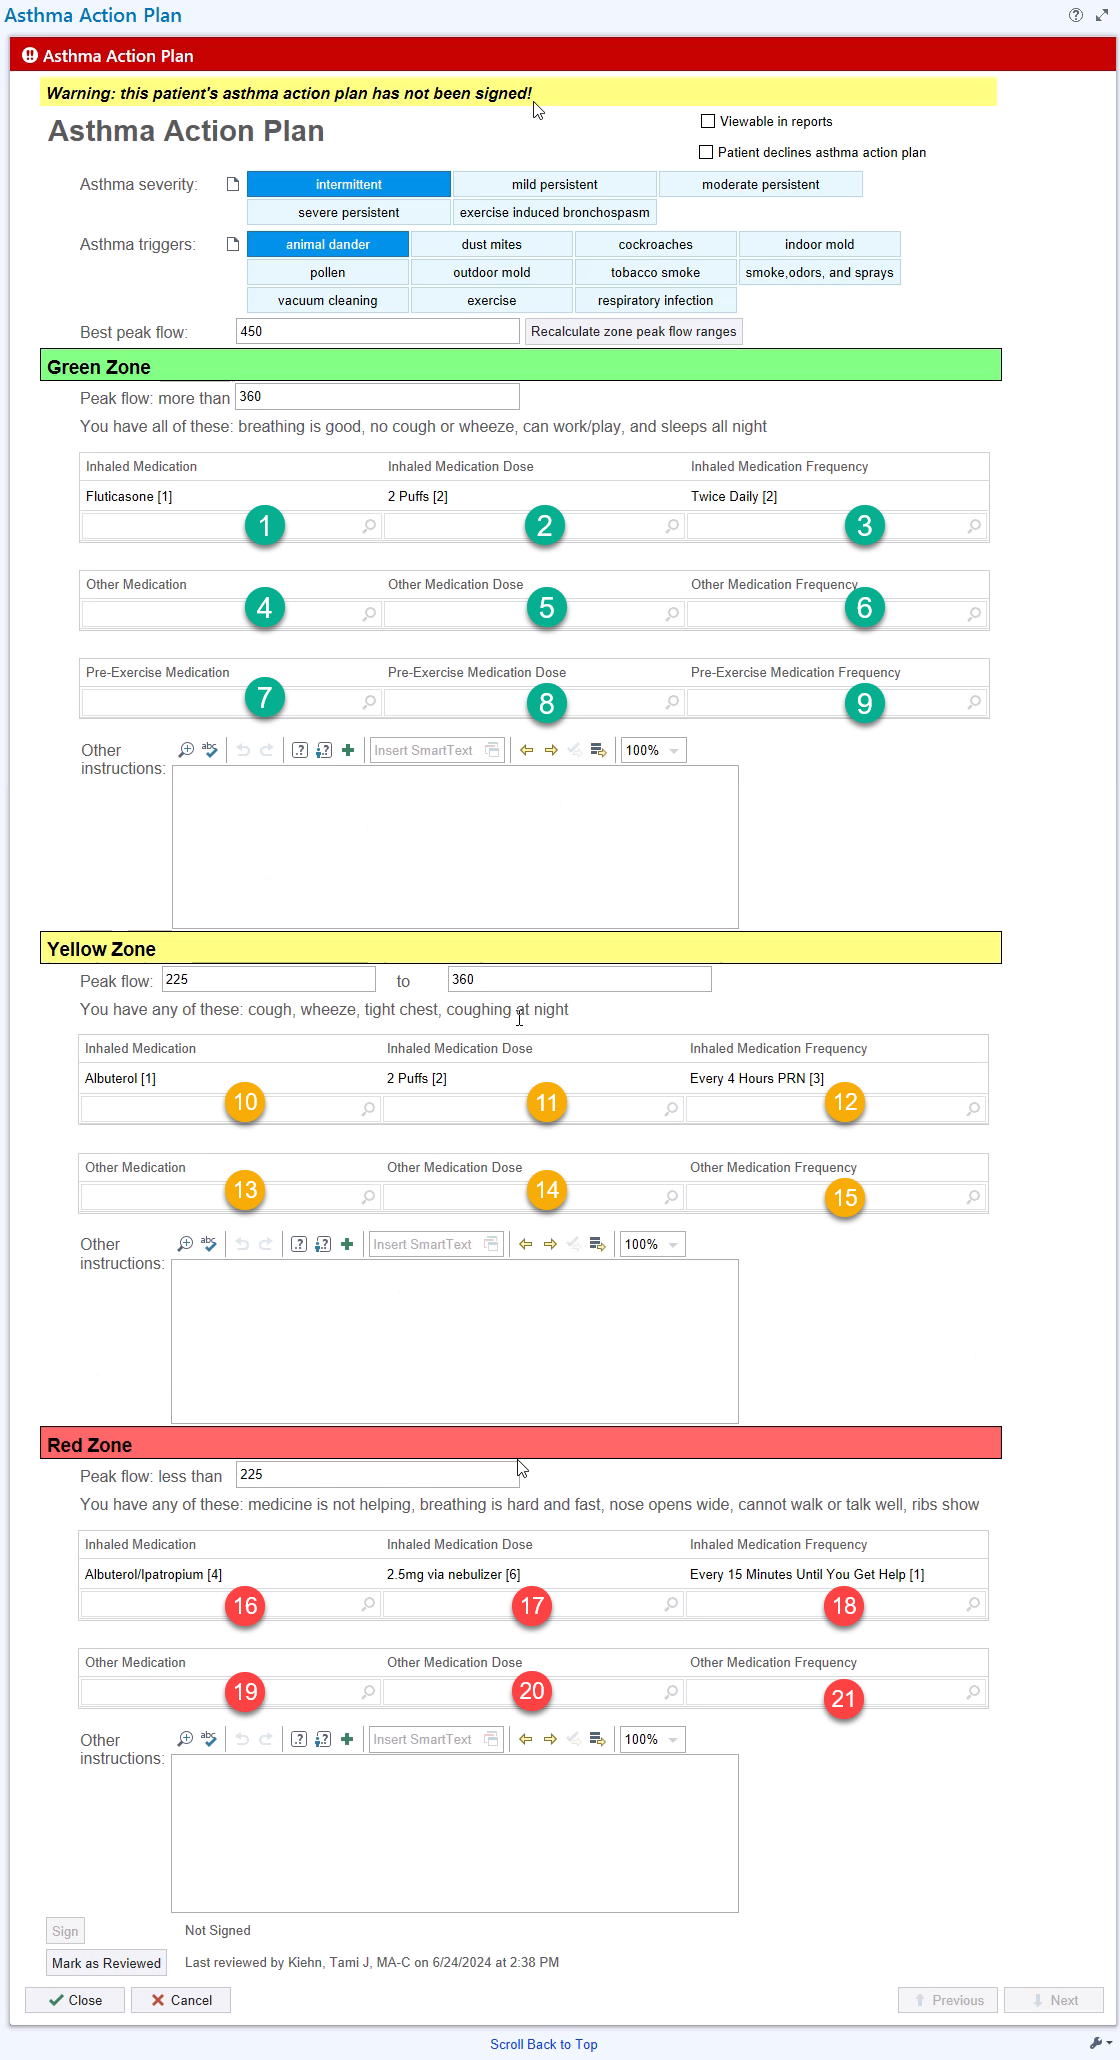 Asthma Action Plan
Asthma Action Plan
Warning: this patient's asthma action plan has not been signed!
Asthma Action Plan
Viewable in reports
Patient declines asthma action plan
Asthma severity: intermittent mild persistent moderate persistent
severe persistent exercise induced bronchospasm
Asthma triggers: animal dander dust mites cockroaches indoor mold
pollen outdoor mold tobacco smoke smoke,odors, and sprays
vacuum cleaning exercise respiratory infection
Best peak flow: 450 Recalculate zone peak flow ranges
Green Zone
Peak flow: more than 360
You have all of these: breathing is good, no cough or wheeze, can work/play, and sleeps all night
Inhaled Medication Inhaled Medication Dose Inhaled Medication Frequency
Fluticasone [1] 2 Puffs [2] Twice Daily [2]
1 2 3
Other Medication Other Medication Dose Other Medication Frequency
4 5 6
Pre-Exercise Medication Pre-Exercise Medication Dose Pre-Exercise Medication Frequency
7 8 9
Other abc Insert SmartText 100%
instructions:
Yellow Zone
Peak flow: 225 to 360
You have any of these: cough, wheeze, tight chest, coughing at night
Inhaled Medication Inhaled Medication Dose Inhaled Medication Frequency
Albuterol [1] 2 Puffs [2] Every 4 Hours PRN [3]
10 11 12
Other Medication Other Medication Dose Other Medication Frequency
13 14 15
Other abc Insert SmartText 100%
instructions:
Red Zone
Peak flow: less than 225
You have any of these: medicine is not helping, breathing is hard and fast, nose opens wide, cannot walk or talk well, ribs show
Inhaled Medication Inhaled Medication Dose Inhaled Medication Frequency
Albuterol/Ipatropium [4] 2.5mg via nebulizer [6] Every 15 Minutes Until You Get Help [1]
16 17 18
Other Medication Other Medication Dose Other Medication Frequency
19 20 21
Other abc Insert SmartText 100%
instructions:
Sign Not Signed
Mark as Reviewed Last reviewed by Kiehn, Tami J, MA-C on 6/24/2024 at 2:38 PM
Close Cancel Previous Next
Scroll Back to Top